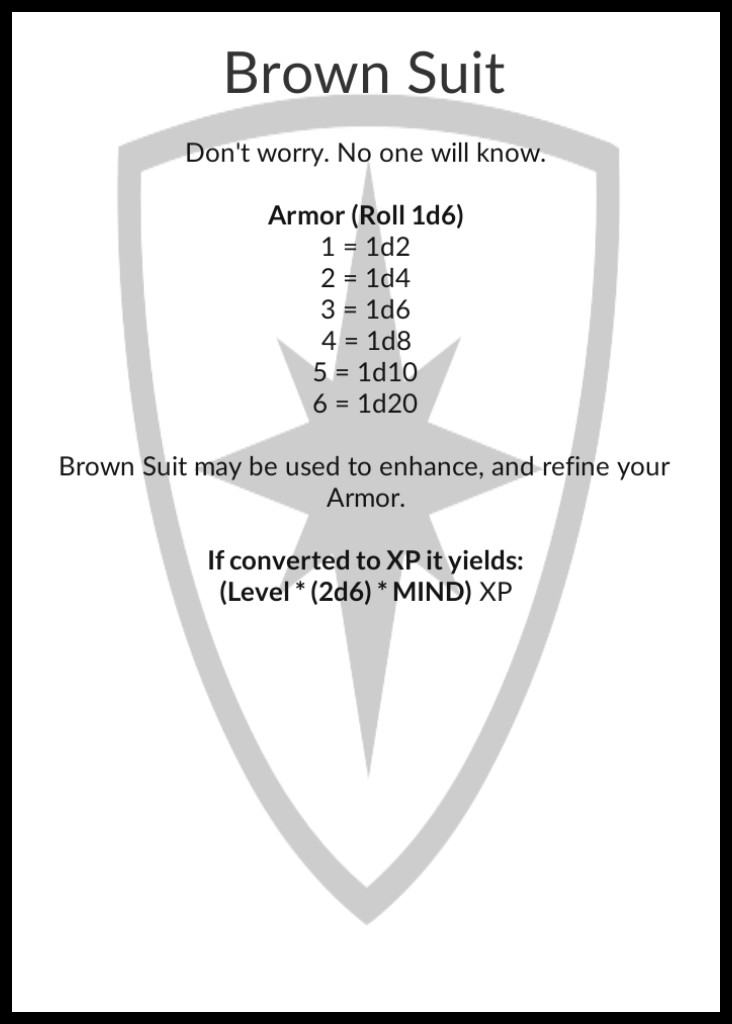 Brown Suit
Don't worry. No one will know.
Armor (Roll 1d6)
1 = 1d2
2 = 1d4
3 = 1d6
4 = 1d8
5 = 1d10
6 = 1d20
Brown Suit may be used to enhance, and refine your
Armor.
If converted to XP it yields:
(Level * (2d6) * MIND) XP